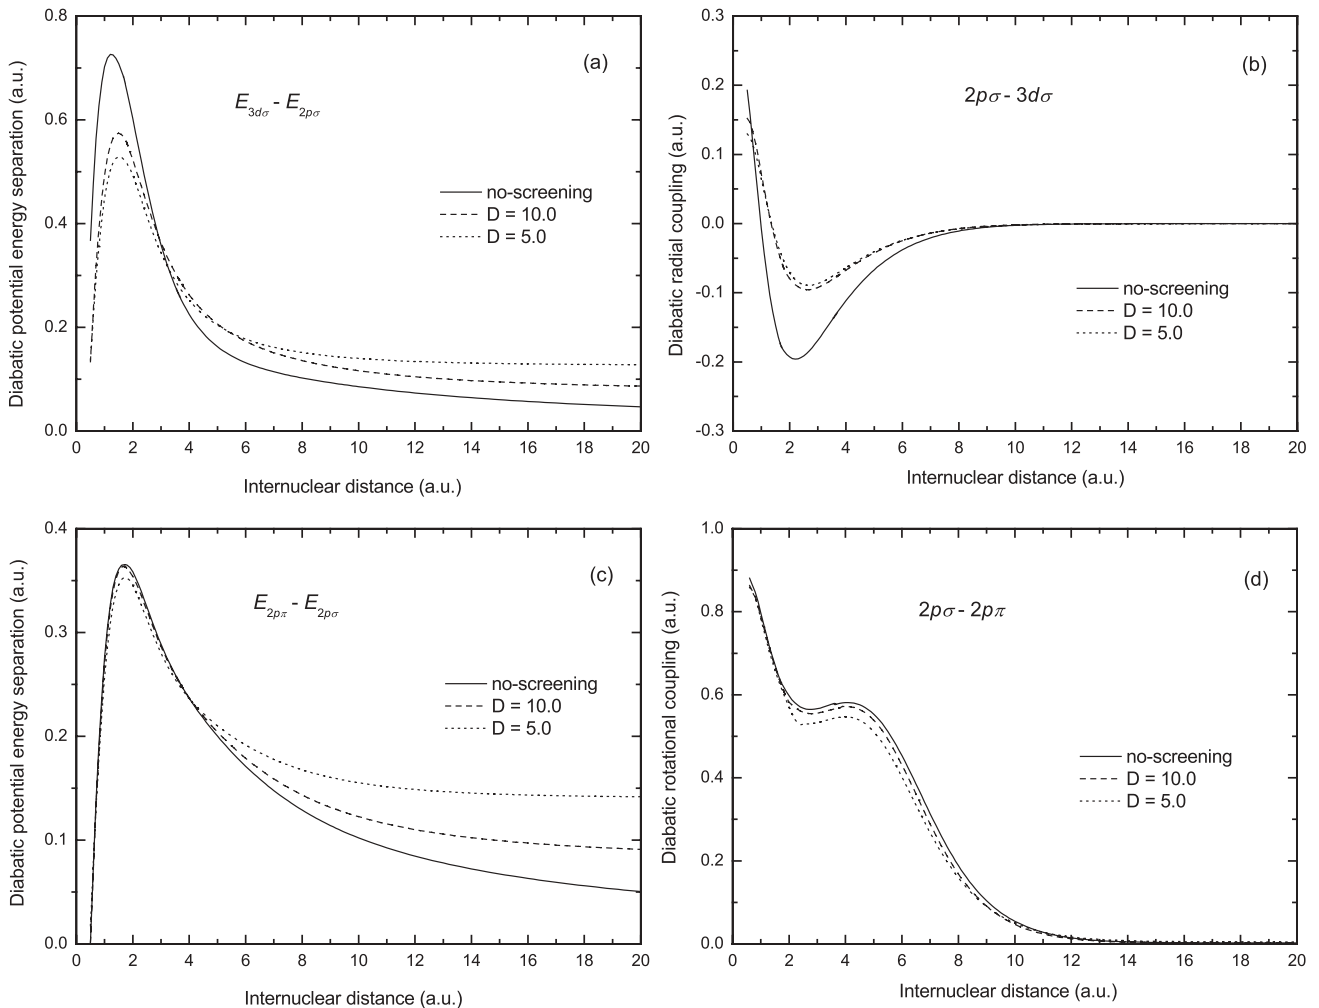 (a)
E3dσ - E2pσ
no-screening
D = 10.0
D = 5.0
Diabatic potential energy separation (a.u.)
0.8
0.6
0.4
0.2
0.0
0 2 4 6 8 10 12 14 16 18 20
Internuclear distance (a.u.)
(b)
2pσ - 3dσ
no-screening
D = 10.0
D = 5.0
Diabatic radial coupling (a.u.)
0.3
0.2
0.1
0.0
-0.1
-0.2
-0.3
0 2 4 6 8 10 12 14 16 18 20
Internuclear distance (a.u.)
(c)
E2pπ - E2pσ
no-screening
D = 10.0
D = 5.0
Diabatic potential energy separation (a.u.)
0.4
0.3
0.2
0.1
0.0
0 2 4 6 8 10 12 14 16 18 20
Internuclear distance (a.u.)
(d)
2pσ - 2pπ
no-screening
D = 10.0
D = 5.0
Diabatic rotational coupling (a.u.)
1.0
0.8
0.6
0.4
0.2
0.0
0 2 4 6 8 10 12 14 16 18 20
Internuclear distance (a.u.)